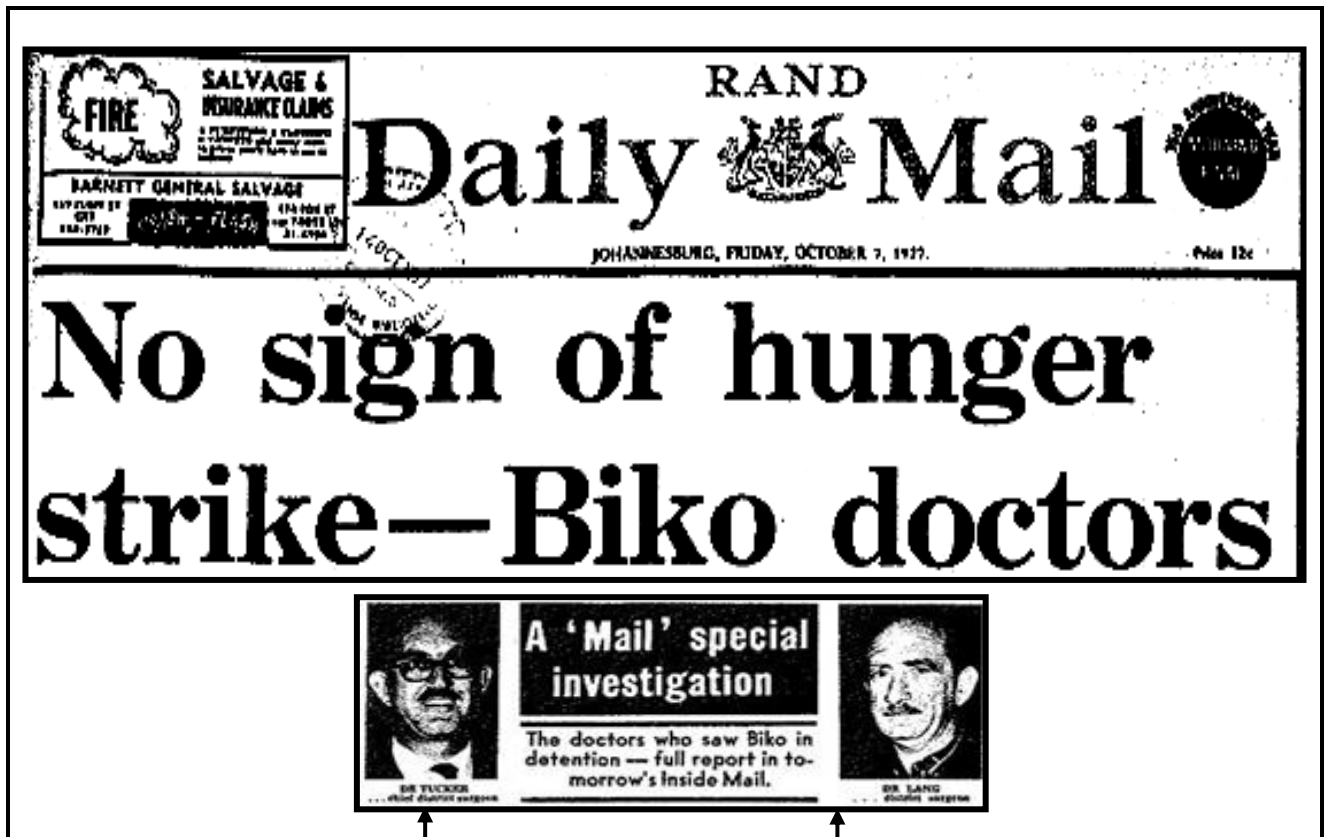 FIRE
SALVAGE &
INSURANCE CLAIMS
BARNETT GENERAL SALVAGE
RAND
Daily Mail
JOHANNESBURG, FRIDAY, OCTOBER 7, 1977.
Price 12c
No sign of hunger
strike—Biko doctors
A 'Mail' special
investigation
The doctors who saw Biko in
detention — full report in to-
morrow's Inside Mail.
DR TUCKER
... chief district surgeon
DR. LANG
... district surgeon